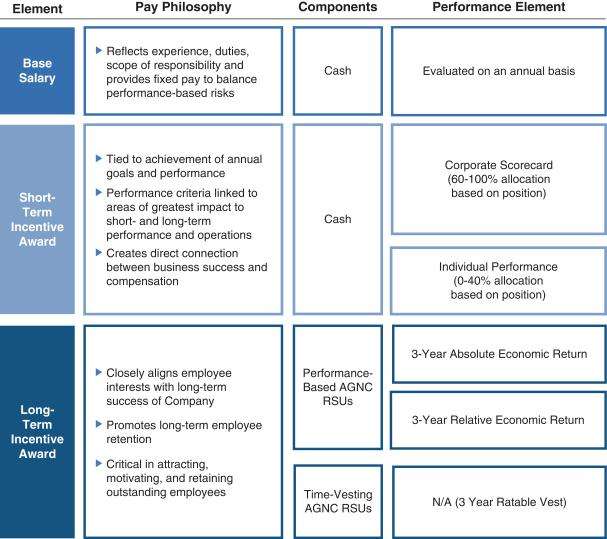 Element
Pay Philosophy
Components
Performance Element
Base
Salary
Reflects experience, duties,
scope of responsibility and
provides fixed pay to balance
performance-based risks
Cash
Evaluated on an annual basis
Short-
Term
Incentive
Award
Tied to achievement of annual
goals and performance
Performance criteria linked to
areas of greatest impact to
short- and long-term
performance and operations
Creates direct connection
between business success and
compensation
Cash
Corporate Scorecard
(60-100% allocation
based on position)
Individual Performance
(0-40% allocation
based on position)
Long-
Term
Incentive
Award
Closely aligns employee
interests with long-term
success of Company
Promotes long-term employee
retention
Critical in attracting,
motivating, and retaining
outstanding employees
Performance-
Based AGNC
RSUs
3-Year Absolute Economic Return
3-Year Relative Economic Return
Time-Vesting
AGNC RSUs
N/A (3 Year Ratable Vest)